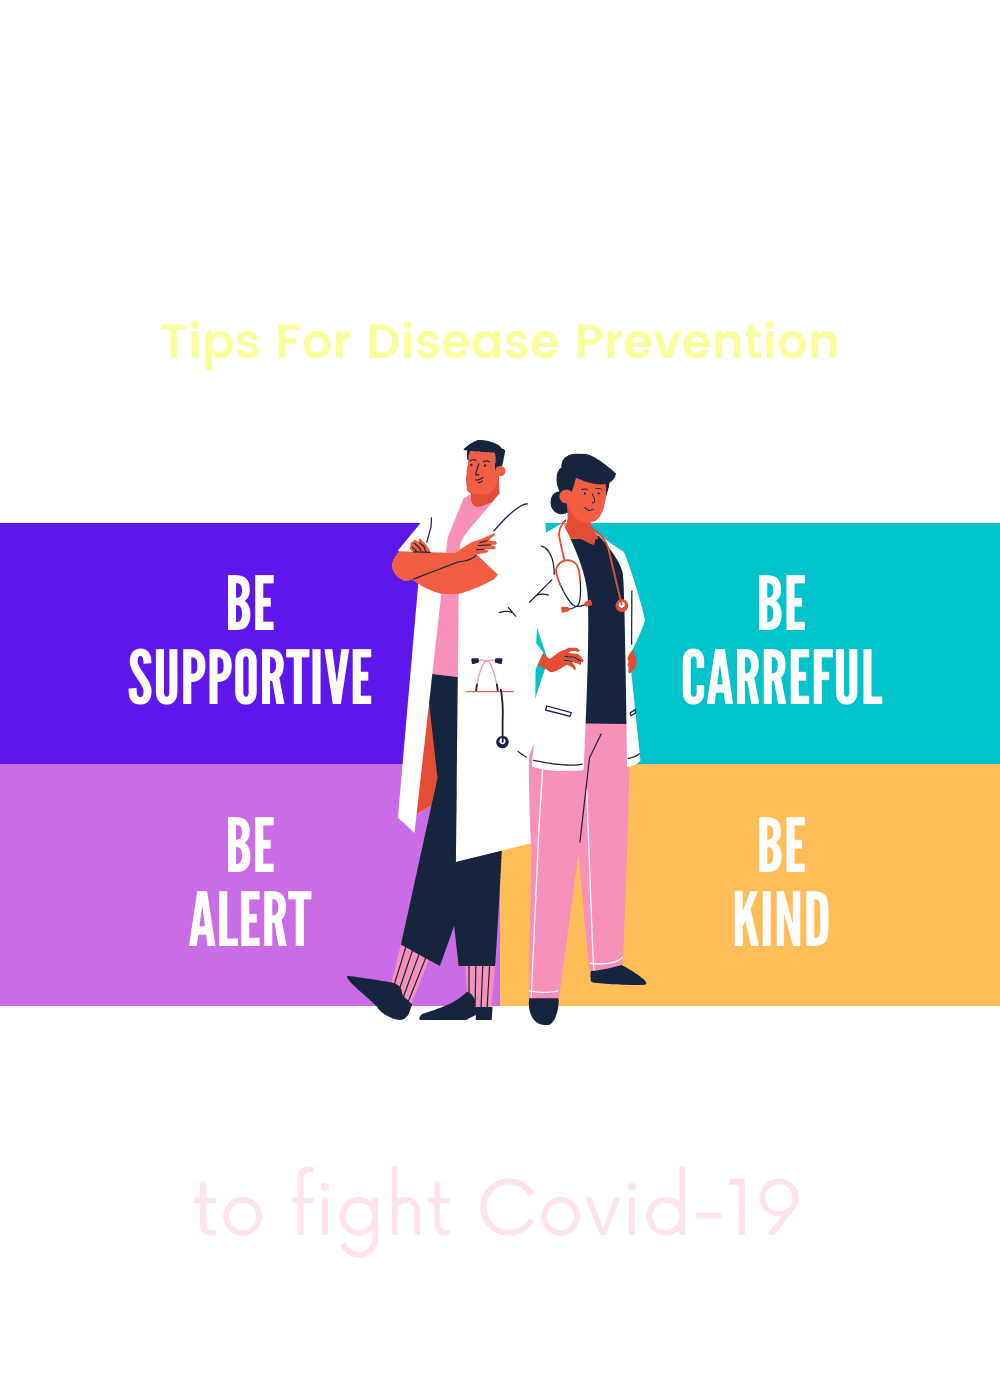 Tips For Disease Prevention
BE
SUPPORTIVE
BE
CARREFUL
BE
ALERT
BE
KIND
to fight Covid-19